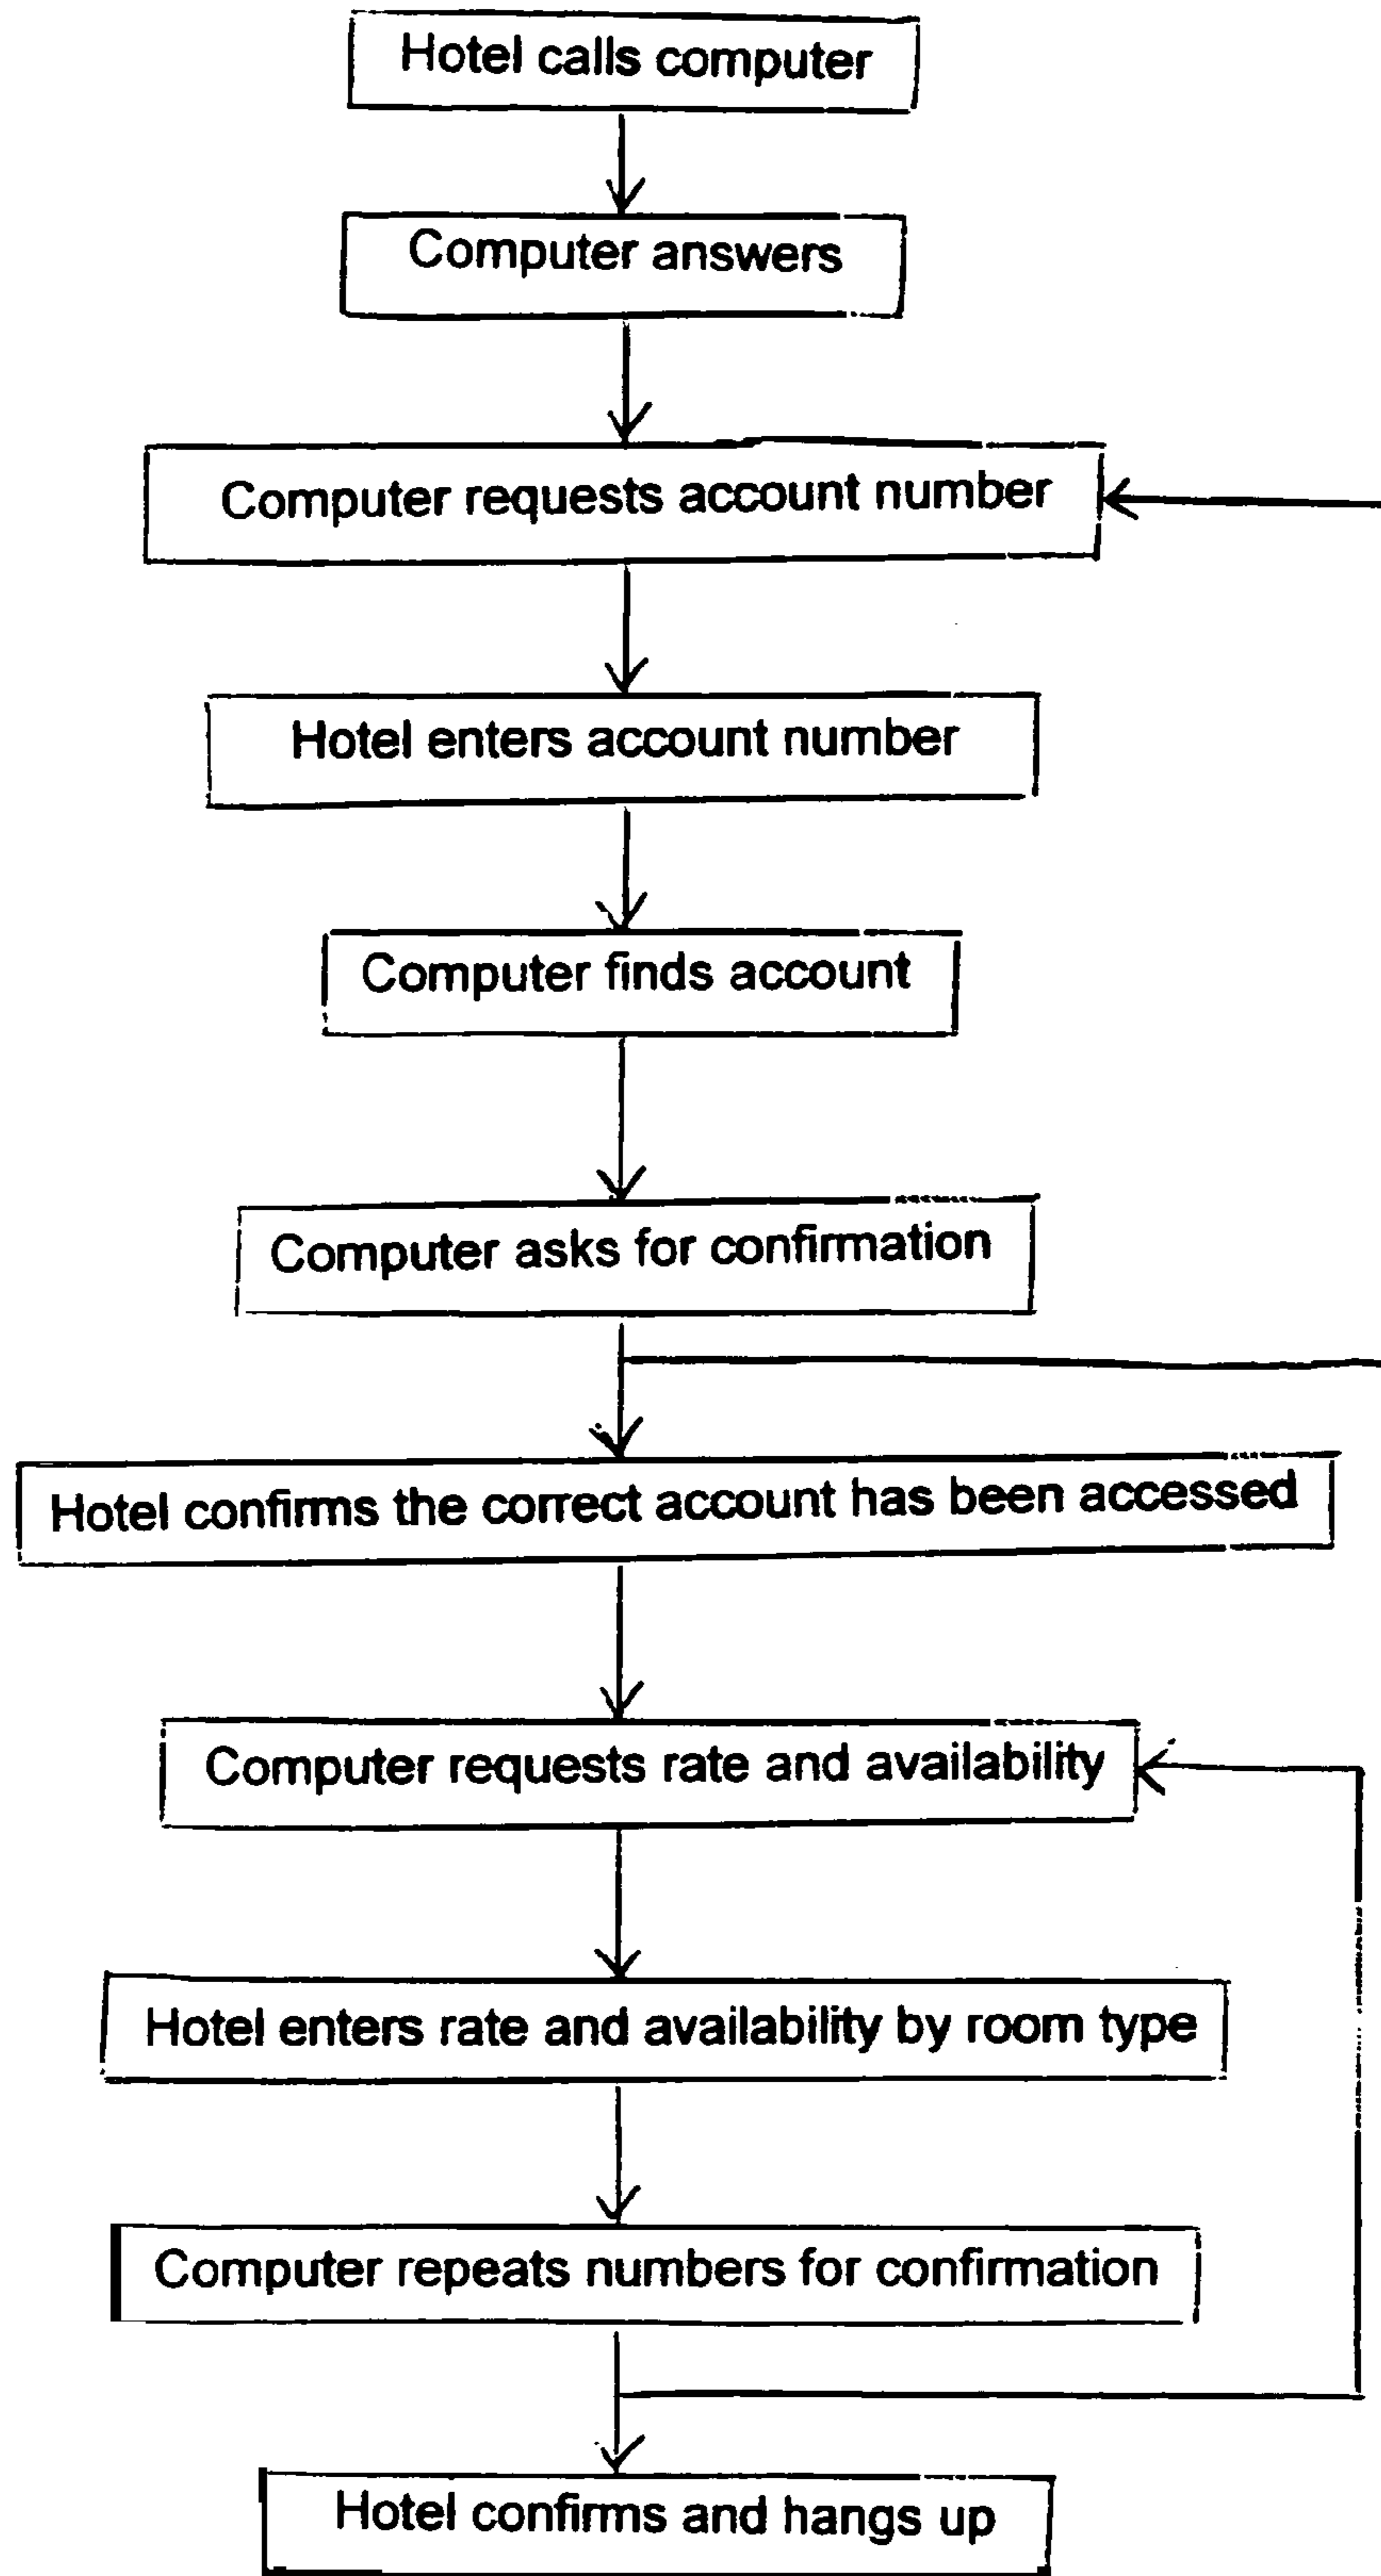 Hotel calls computer
Computer answers
Computer requests account number
Hotel enters account number
Computer finds account
Computer asks for confirmation
Hotel confirms the correct account has been accessed
Computer requests rate and availability
Hotel enters rate and availability by room type
Computer repeats numbers for confirmation
Hotel confirms and hangs up